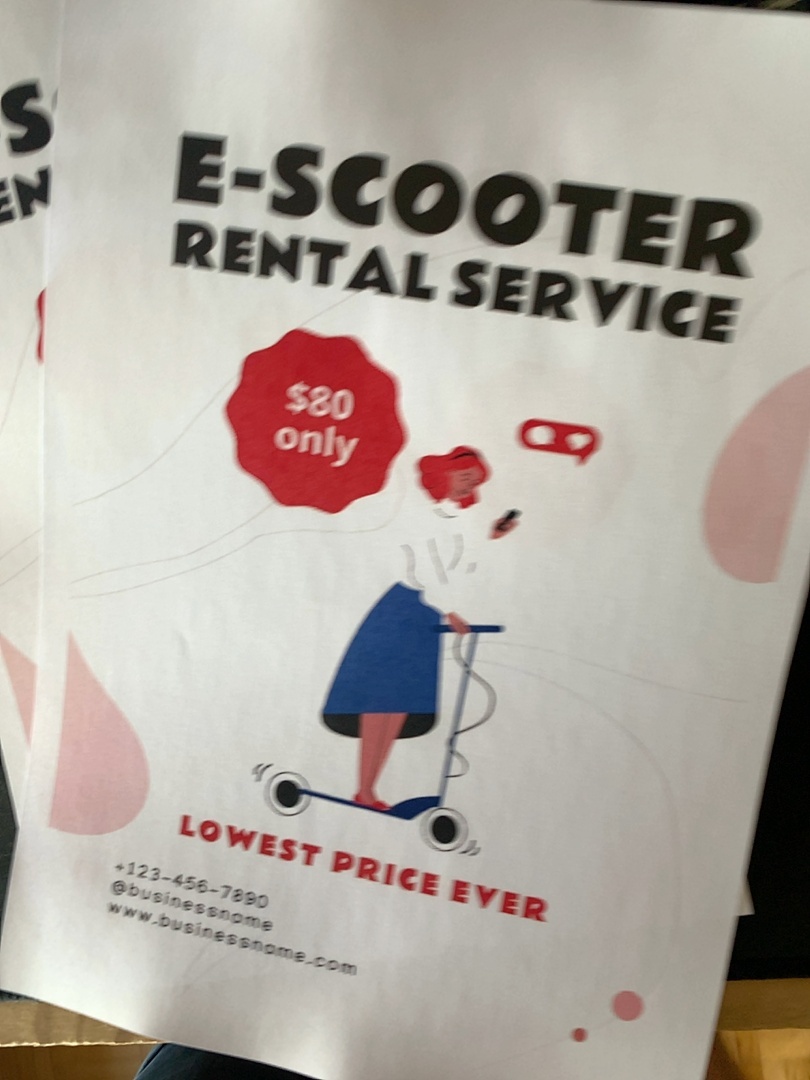 E-SCOOTER
RENTAL SERVICE
$80
only
LOWEST PRICE EVER
+123-456-7890
@businessname
www.businessname.com